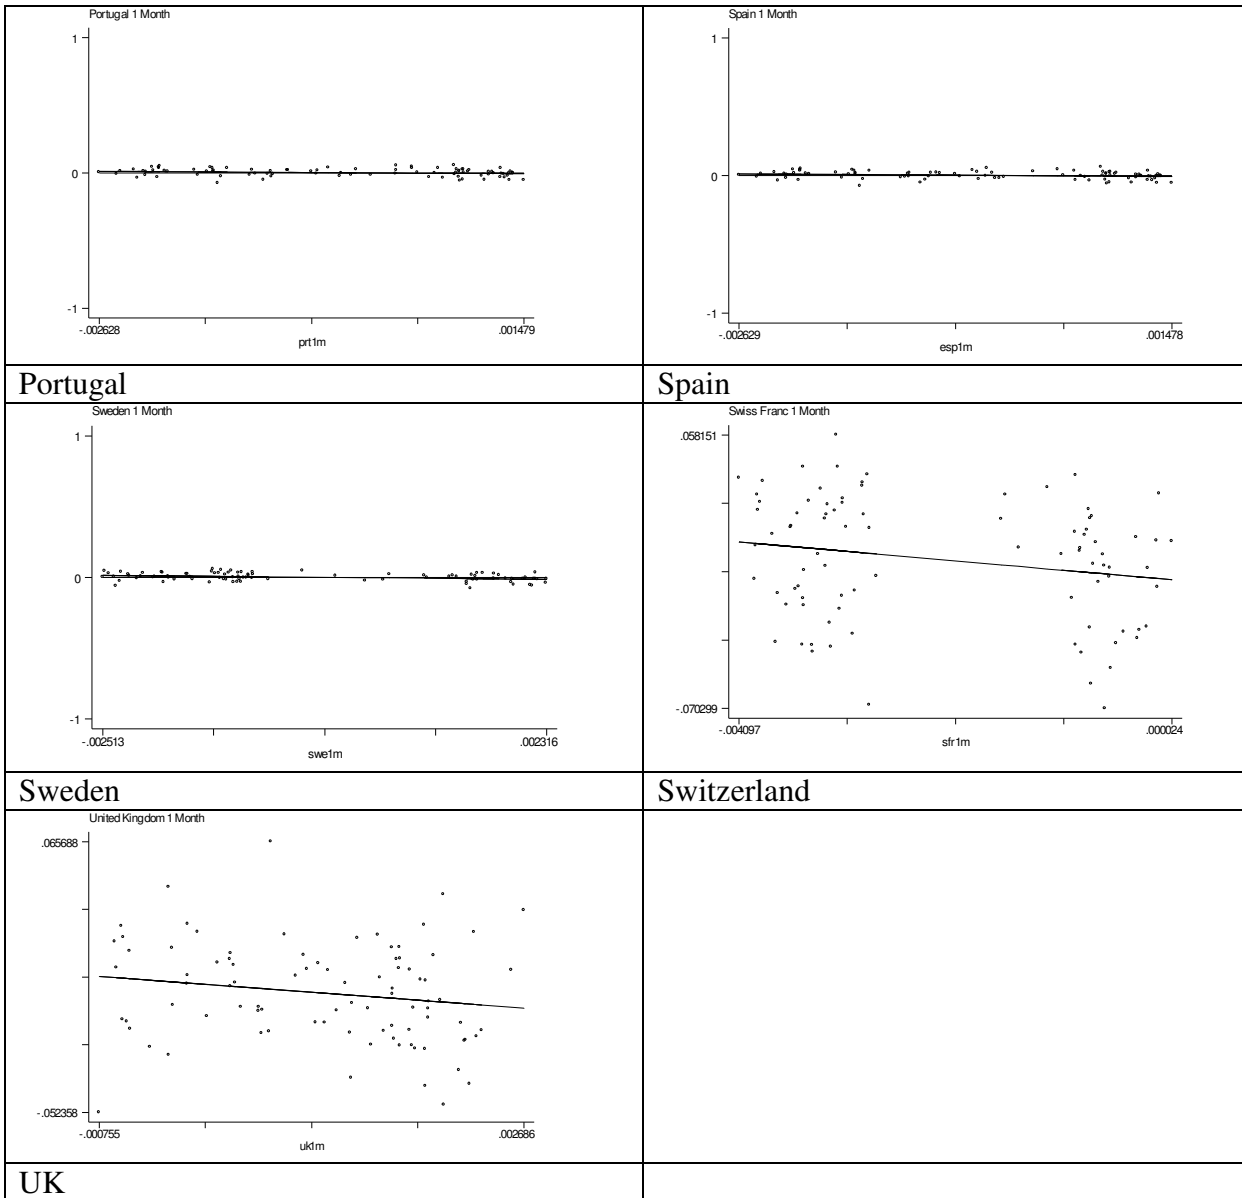 Portugal 1 Month
1
0
-1
-.002628
.001479
prt1m
Portugal
Spain 1 Month
1
0
-1
-.002629
.001478
esp1m
Spain
Sweden 1 Month
1
0
-1
-.002513
.002316
swe1m
Sweden
Swiss Franc 1 Month
.058151
-.070299
-.004097
.000024
sfr1m
Switzerland
United Kingdom 1 Month
.065688
-.052358
-.000755
.002686
uk1m
UK